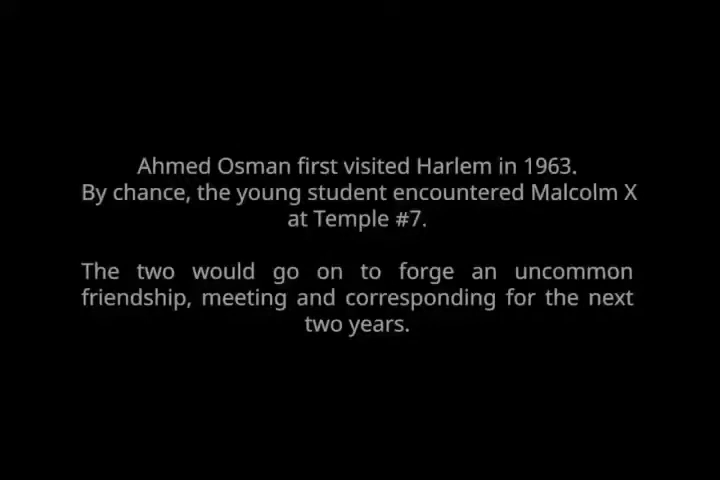 Ahmed Osman first visited Harlem in 1963.
By chance, the young student encountered Malcolm X
at Temple #7.
The two would go on to forge an uncommon
friendship, meeting and corresponding for the next
two years.